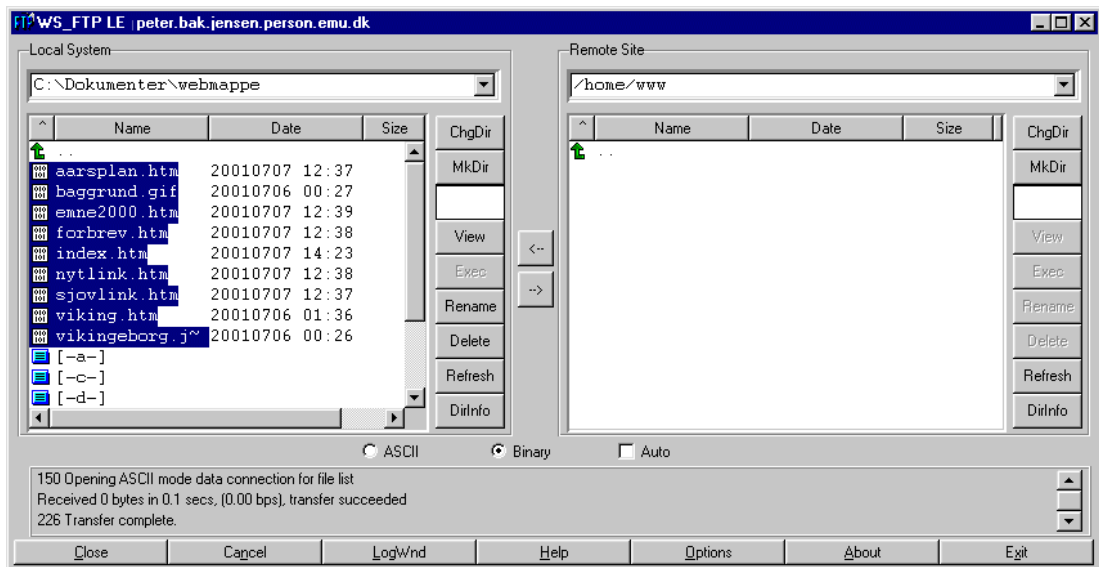 WS_FTP LE peter.bak.jensen.person.emu.dk
Local System
C:\Dokumenter\webmappe
^ Name Date Size
..
aarsplan.htm 20010707 12:37
baggrund.gif 20010706 00:27
emne2000.htm 20010707 12:39
forbrev.htm 20010707 12:38
index.htm 20010707 14:23
nytlink.htm 20010707 12:38
sjovlink.htm 20010707 12:37
viking.htm 20010706 01:36
vikingeborg.j~ 20010706 00:26
[-a-]
[-c-]
[-d-]
ChgDir
MkDir
View
Exec
Rename
Delete
Refresh
DirInfo
<--
-->
Remote Site
/home/www
^ Name Date Size
..
ChgDir
MkDir
View
Exec
Rename
Delete
Refresh
DirInfo
ASCII Binary Auto
150 Opening ASCII mode data connection for file list
Received 0 bytes in 0.1 secs, (0.00 bps), transfer succeeded
226 Transfer complete.
Close Cancel LogWnd Help Options About Exit